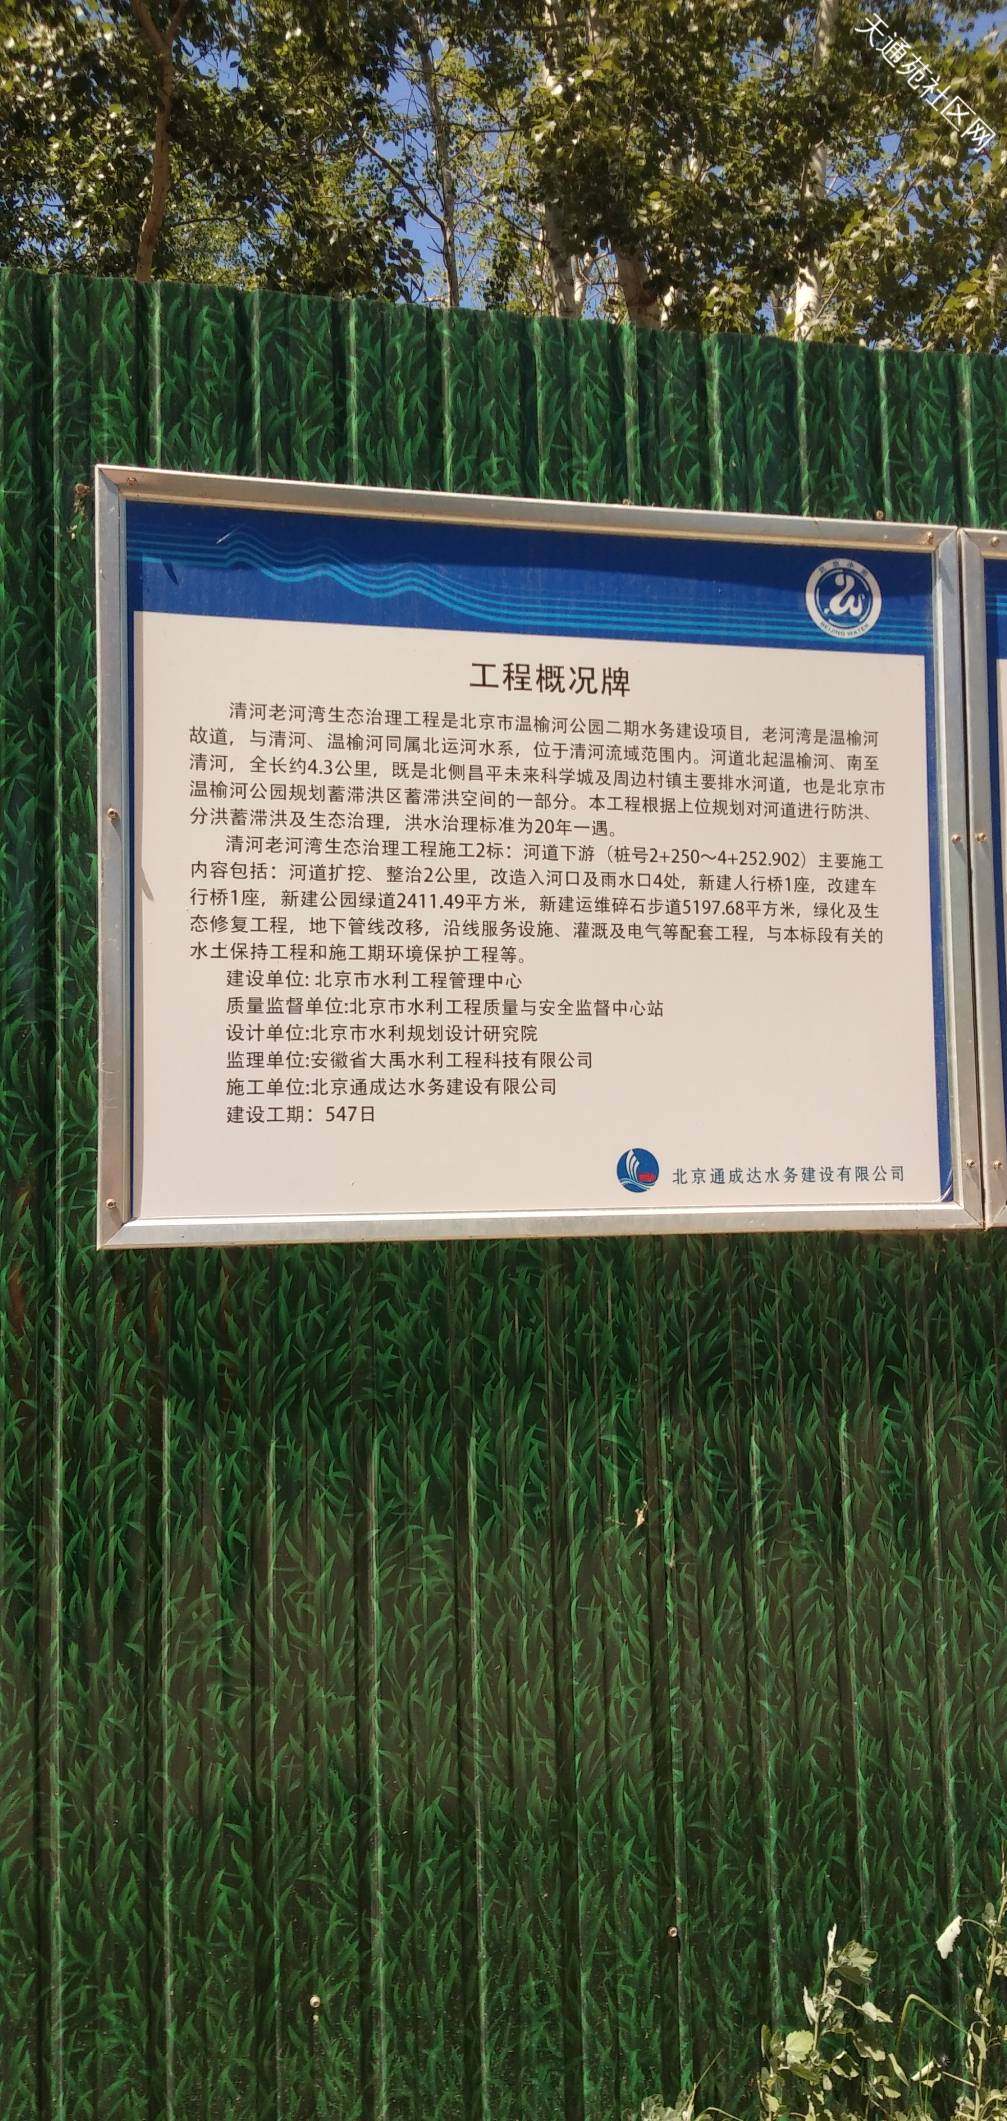 天通苑社区网
BEIJING WATER
工程概况牌
清河老河湾生态治理工程是北京市温榆河公园二期水务建设项目，老河湾是温榆河
故道，与清河、温榆河同属北运河水系，位于清河流域范围内。河道北起温榆河、南至
清河，全长约4.3公里，既是北侧昌平未来科学城及周边村镇主要排水河道，也是北京市
温榆河公园规划蓄滞洪区蓄滞洪空间的一部分。本工程根据上位规划对河道进行防洪、
分洪蓄滞洪及生态治理，洪水治理标准为20年一遇。
清河老河湾生态治理工程施工2标：河道下游（桩号2+250～4+252.902）主要施工
内容包括：河道扩挖、整治2公里，改造入河口及雨水口4处，新建人行桥1座，改建车
行桥1座，新建公园绿道2411.49平方米，新建运维碎石步道5197.68平方米，绿化及生
态修复工程，地下管线改移，沿线服务设施、灌溉及电气等配套工程，与本标段有关的
水土保持工程和施工期环境保护工程等。
建设单位: 北京市水利工程管理中心
质量监督单位:北京市水利工程质量与安全监督中心站
设计单位:北京市水利规划设计研究院
监理单位:安徽省大禹水利工程科技有限公司
施工单位:北京通成达水务建设有限公司
建设工期：547日
北京通成达水务建设有限公司